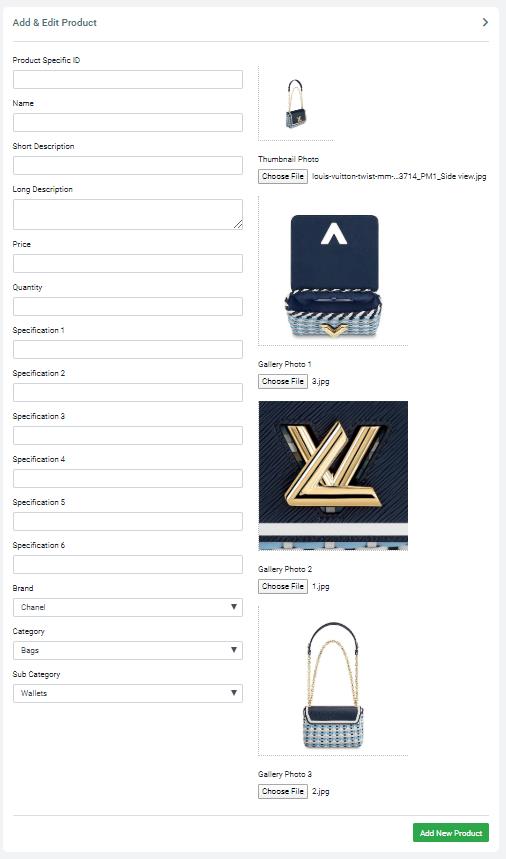 Add & Edit Product
Product Specific ID
Name
Short Description
Long Description
Price
Quantity
Specification 1
Specification 2
Specification 3
Specification 4
Specification 5
Specification 6
Brand
Chanel
Category
Bags
Sub Category
Wallets
Thumbnail Photo
Choose File louis-vuitton-twist-mm-...3714_PM1_Side view.jpg
Gallery Photo 1
Choose File 3.jpg
LV
Gallery Photo 2
Choose File 1.jpg
Gallery Photo 3
Choose File 2.jpg
Add New Product